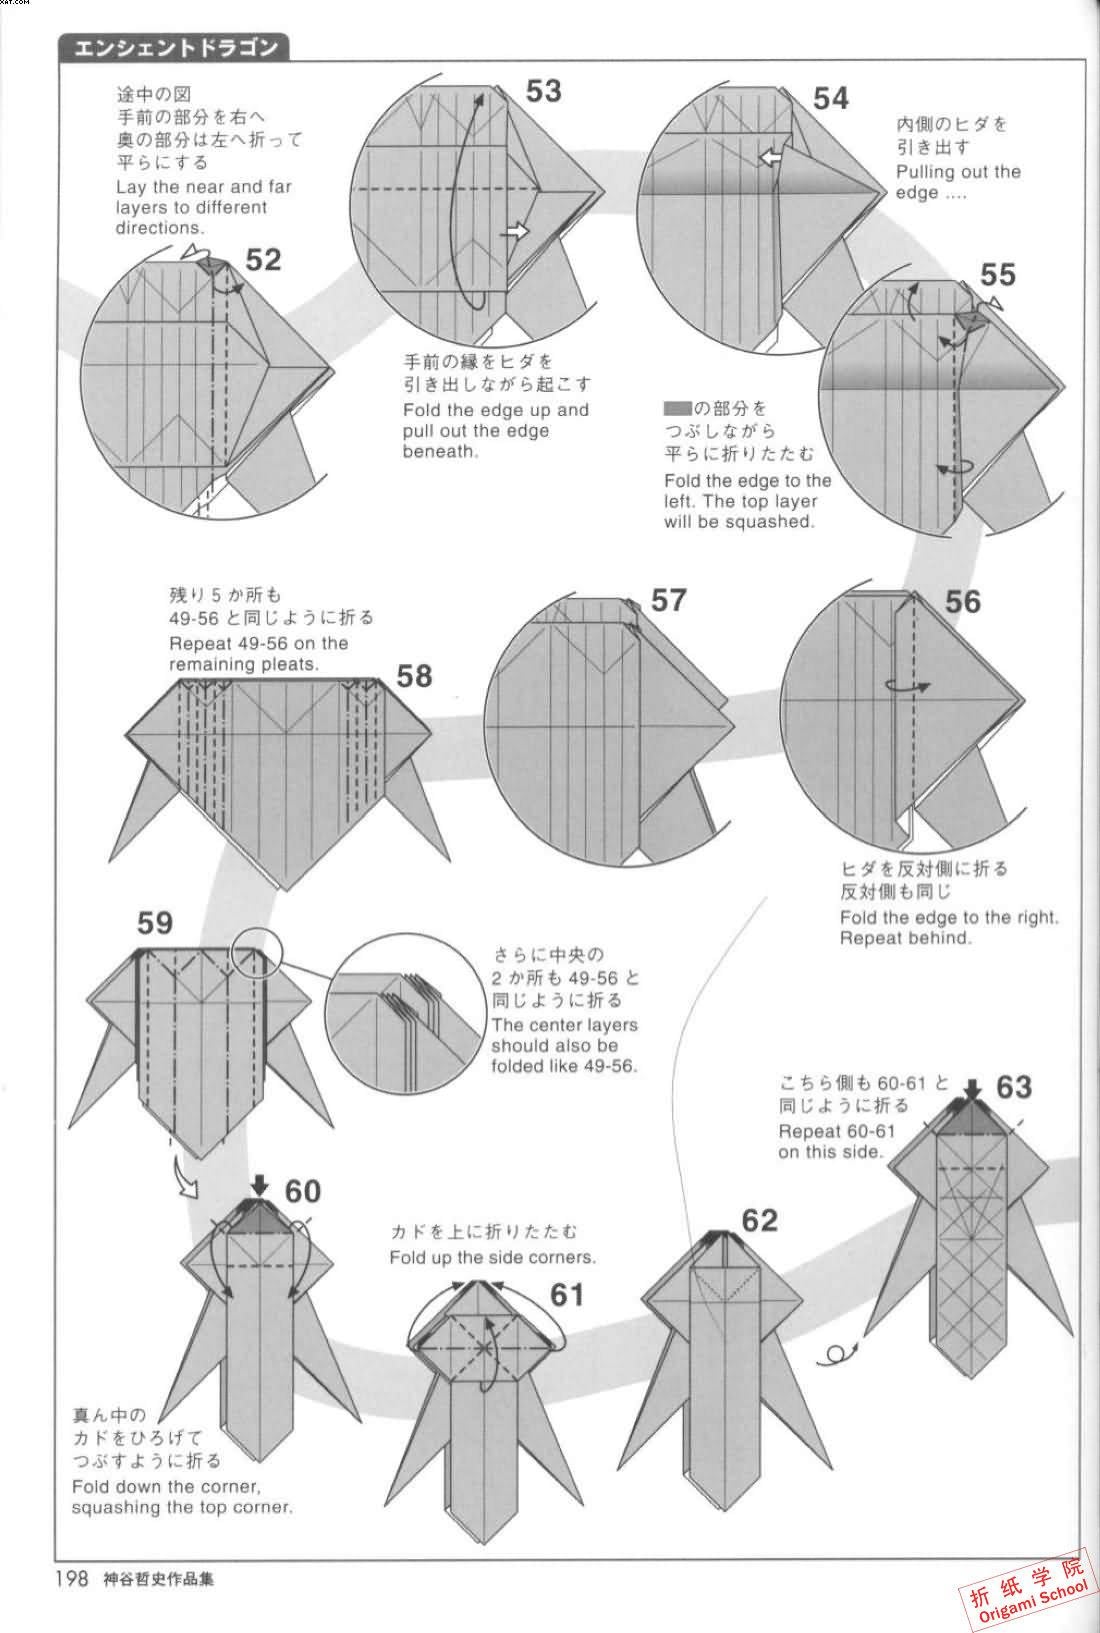 XAT.COM
エンシェントドラゴン
途中の図
手前の部分を右へ
奥の部分は左へ折って
平らにする
Lay the near and far
layers to different
directions.
52
53
手前の縁をヒダを
引き出しながら起こす
Fold the edge up and
pull out the edge
beneath.
54
内側のヒダを
引き出す
Pulling out the
edge ....
55
の部分を
つぶしながら
平らに折りたたむ
Fold the edge to the
left. The top layer
will be squashed.
56
ヒダを反対側に折る
反対側も同じ
Fold the edge to the right.
Repeat behind.
57
残り5か所も
49-56と同じように折る
Repeat 49-56 on the
remaining pleats.
58
59
さらに中央の
2か所も49-56と
同じように折る
The center layers
should also be
folded like 49-56.
60
真ん中の
カドをひろげて
つぶすように折る
Fold down the corner,
squashing the top corner.
カドを上に折りたたむ
Fold up the side corners.
61
62
こちら側も60-61と
同じように折る
Repeat 60-61
on this side.
63
198 神谷哲史作品集
折纸学院
Origami School